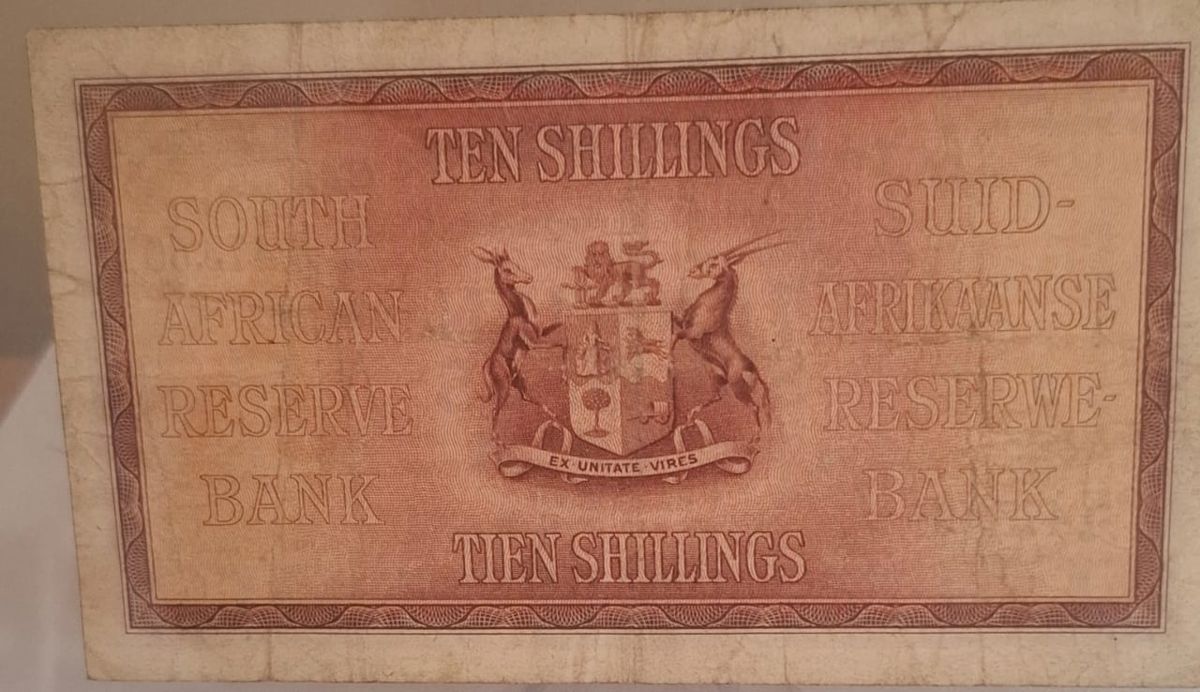 TEN SHILLINGS
SOUTH
AFRICAN
RESERVE
BANK
SUID-
AFRIKAANSE
RESERWE-
BANK
EX·UNITATE·VIRES
TIEN SHILLINGS